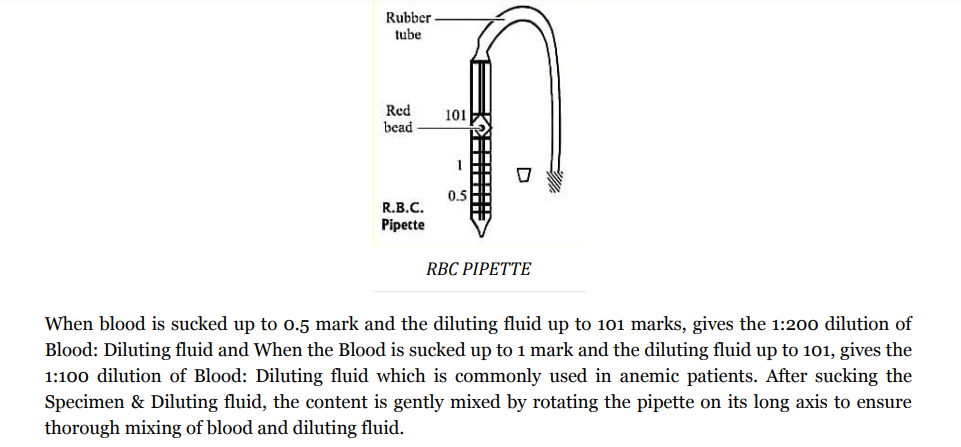 Rubber
tube
Red
bead
101
1
0.5
R.B.C.
Pipette
RBC PIPETTE
When blood is sucked up to 0.5 mark and the diluting fluid up to 101 marks, gives the 1:200 dilution of
Blood: Diluting fluid and When the Blood is sucked up to 1 mark and the diluting fluid up to 101, gives the
1:100 dilution of Blood: Diluting fluid which is commonly used in anemic patients. After sucking the
Specimen & Diluting fluid, the content is gently mixed by rotating the pipette on its long axis to ensure
thorough mixing of blood and diluting fluid.